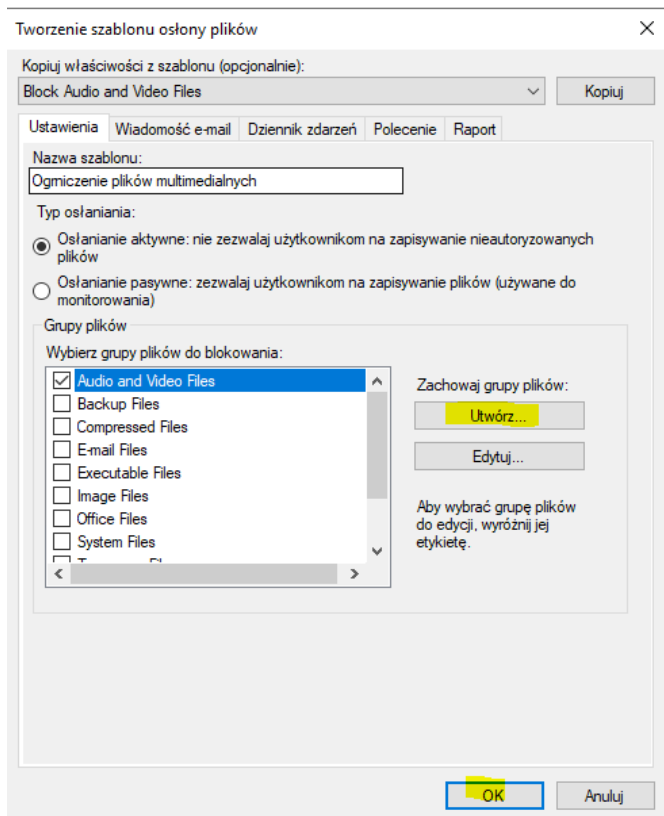 Tworzenie szablonu osłony plików
Kopiuj właściwości z szablonu (opcjonalnie):
Block Audio and Video Files
Kopiuj
Ustawienia Wiadomość e-mail Dziennik zdarzeń Polecenie Raport
Nazwa szablonu:
Ogrniczenie plików multimedialnych
Typ osłaniania:
Osłanianie aktywne: nie zezwalaj użytkownikom na zapisywanie nieautoryzowanych
plików
Osłanianie pasywne: zezwalaj użytkownikom na zapisywanie plików (używane do
monitorowania)
Grupy plików
Wybierz grupy plików do blokowania:
Audio and Video Files
Backup Files
Compressed Files
E-mail Files
Executable Files
Image Files
Office Files
System Files
Zachowaj grupy plików:
Utwórz...
Edytuj...
Aby wybrać grupę plików
do edycji, wyróżnij jej
etykietę.
OK
Anuluj